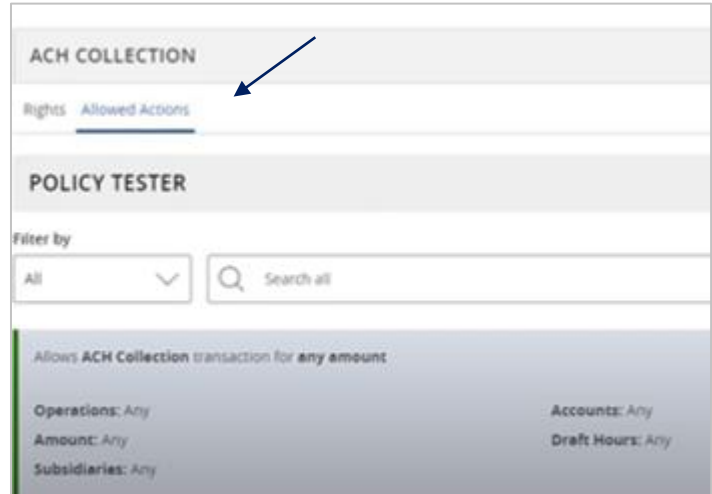 ACH COLLECTION
Rights Allowed Actions
POLICY TESTER
Filter by
All Search all
Allows ACH Collection transaction for any amount
Operations: Any Accounts: Any
Amount: Any Draft Hours: Any
Subsidiaries: Any